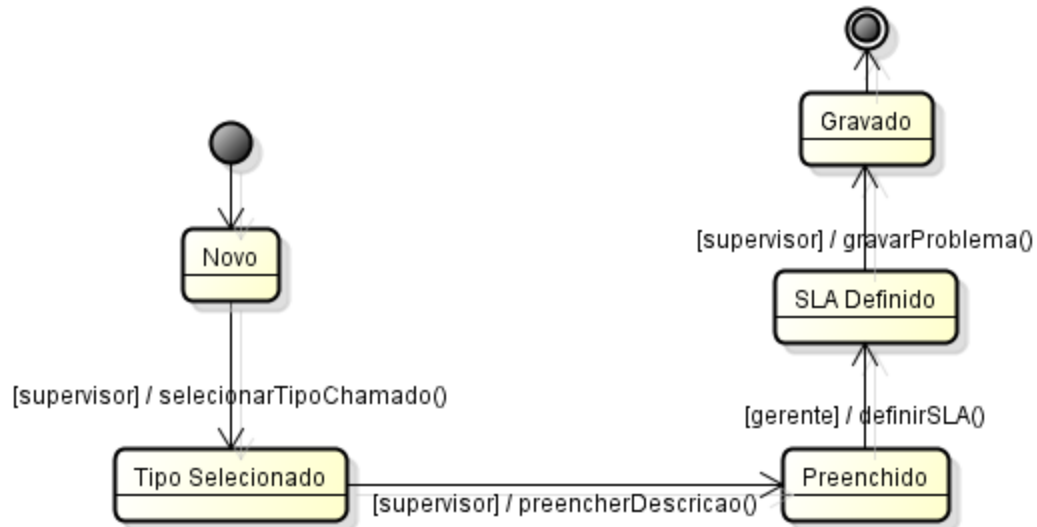 Novo
[supervisor] / selecionarTipoChamado()
Tipo Selecionado
[supervisor] / preencherDescricao()
Preenchido
[gerente] / definirSLA()
SLA Definido
[supervisor] / gravarProblema()
Gravado